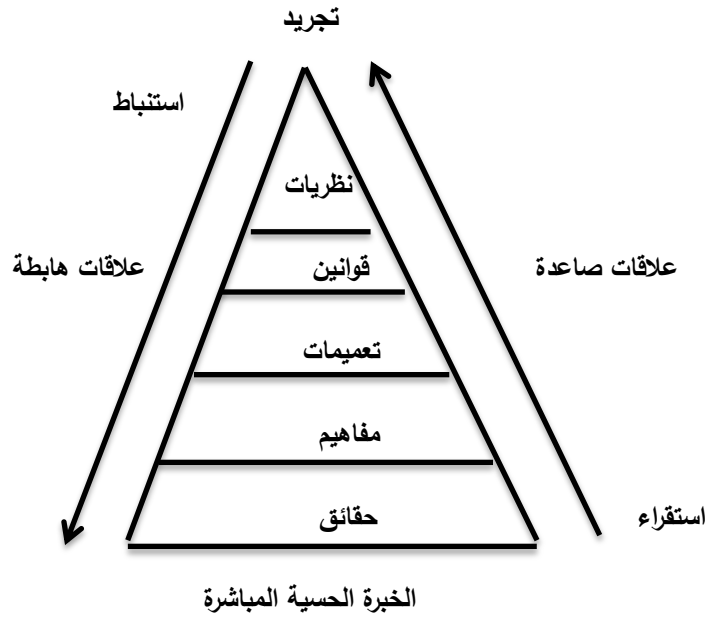 تجريد
استنباط
نظريات
قوانين
علاقات صاعدة
علاقات هابطة
تعميمات
مفاهيم
حقائق
استقراء
الخبرة الحسية المباشرة